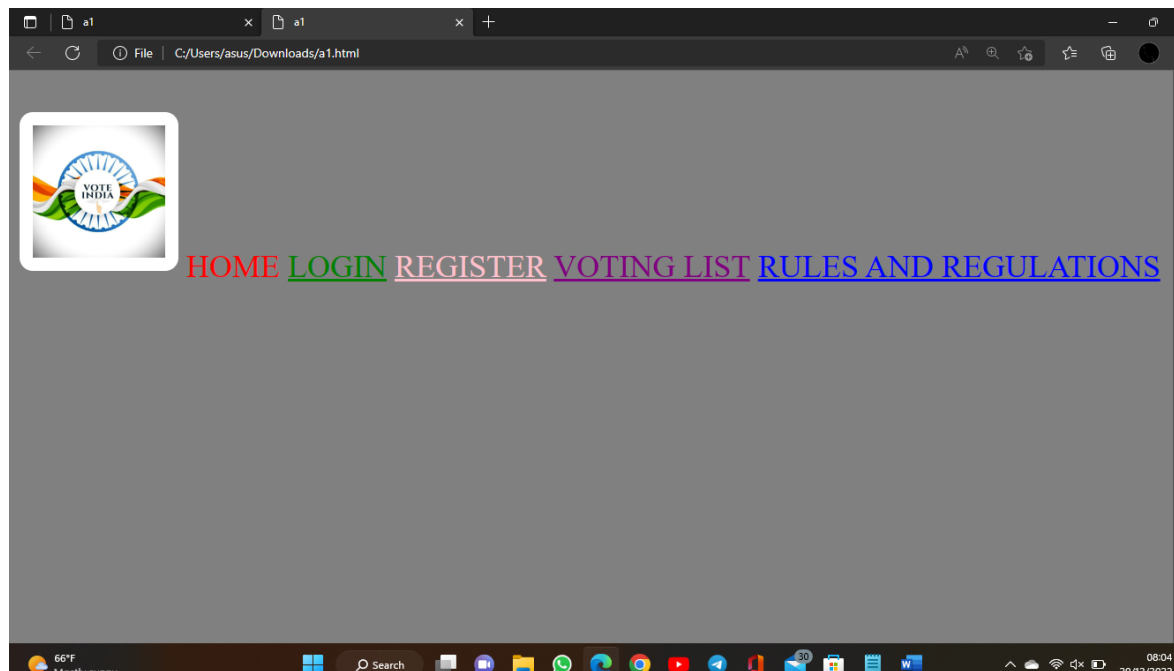 a1
a1
File
C:/Users/asus/Downloads/a1.html
VOTE
INDIA
HOME LOGIN REGISTER VOTING LIST RULES AND REGULATIONS
66°F
Search
30
08:04